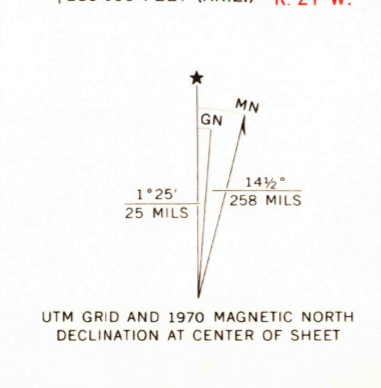 R. 21 W.
★
MN
GN
1°25′
25 MILS
14½°
258 MILS
UTM GRID AND 1970 MAGNETIC NORTH
DECLINATION AT CENTER OF SHEET